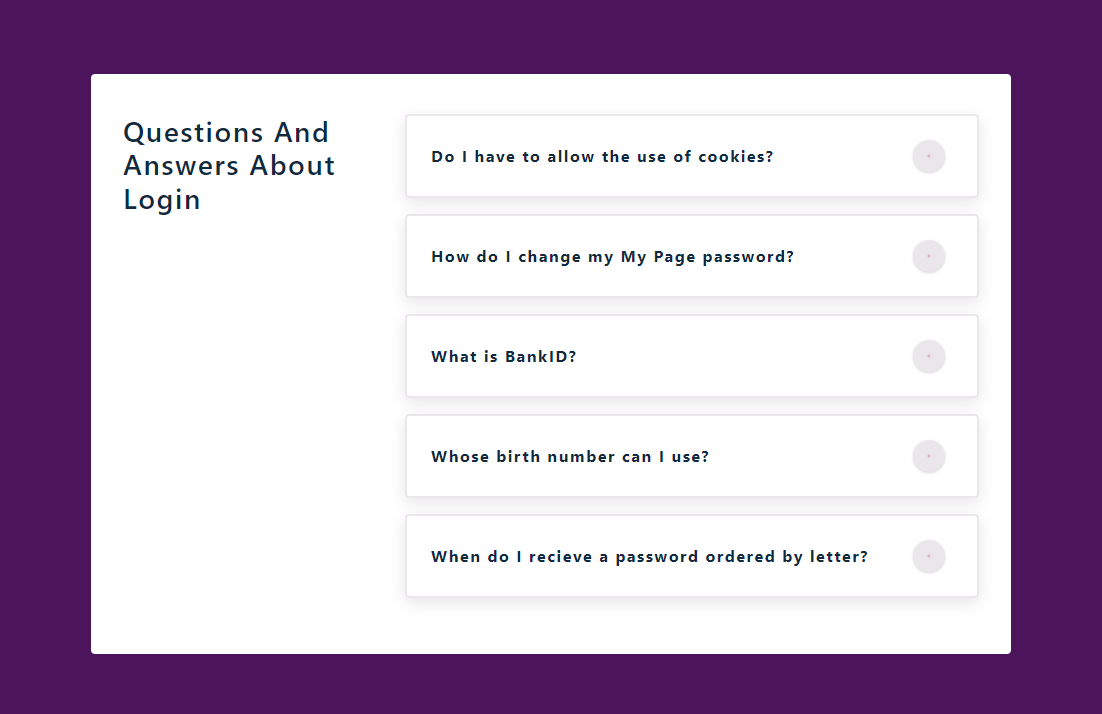 Questions And
Answers About
Login
Do I have to allow the use of cookies?
How do I change my My Page password?
What is BankID?
Whose birth number can I use?
When do I recieve a password ordered by letter?